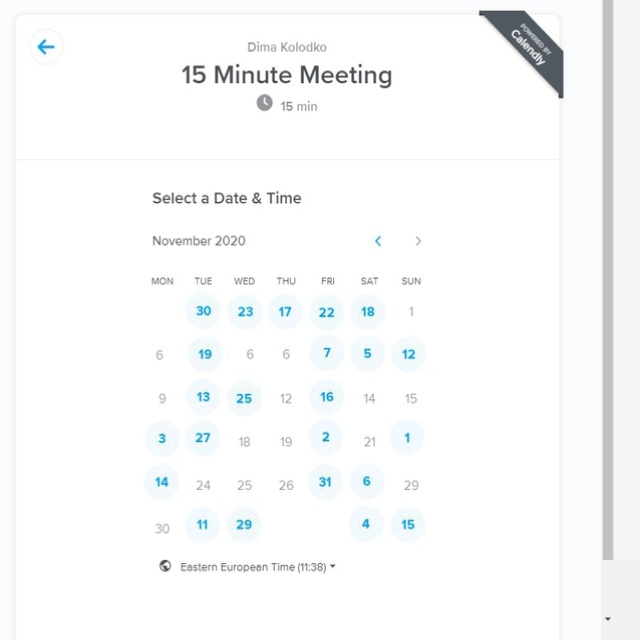 Dima Kolodko
POWERED BY
Calendly
15 Minute Meeting
15 min
Select a Date & Time
November 2020
MON TUE WED THU FRI SAT SUN
30 23 17 22 18 1
6 19 6 6 7 5 12
9 13 25 12 16 14 15
3 27 18 19 2 21 1
14 24 25 26 31 6 29
30 11 29 4 15
Eastern European Time (11:38)